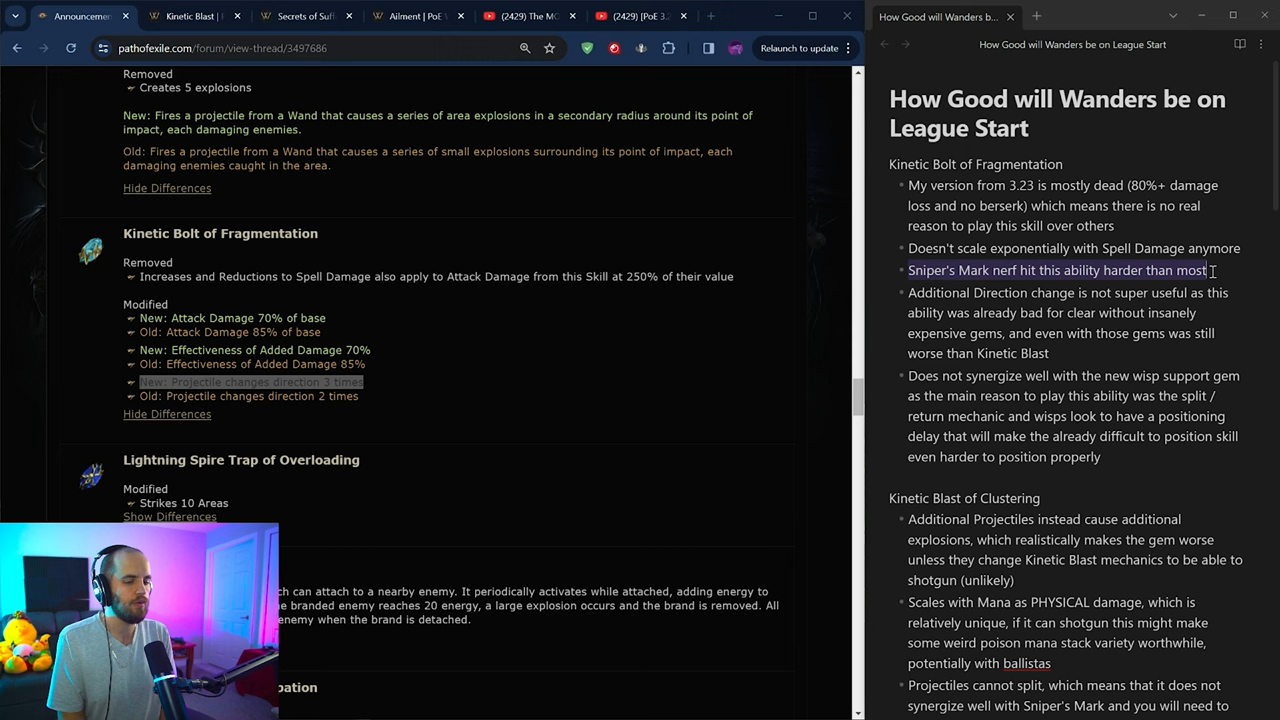 Announcemen
Kinetic Blast |
Secrets of Suff
Ailment | PoE V
(2429) The MO
(2429) [PoE 3.2
How Good will Wanders b...
pathofexile.com/forum/view-thread/3497686
Relaunch to update
How Good will Wanders be on League Start
Removed
Creates 5 explosions
New: Fires a projectile from a Wand that causes a series of area explosions in a secondary radius around its point of
impact, each damaging enemies.
Old: Fires a projectile from a Wand that causes a series of small explosions surrounding its point of impact, each
damaging enemies caught in the area.
Hide Differences
Kinetic Bolt of Fragmentation
Removed
Increases and Reductions to Spell Damage also apply to Attack Damage from this Skill at 250% of their value
Modified
New: Attack Damage 70% of base
Old: Attack Damage 85% of base
New: Effectiveness of Added Damage 70%
Old: Effectiveness of Added Damage 85%
New: Projectile changes direction 3 times
Old: Projectile changes direction 2 times
Hide Differences
Lightning Spire Trap of Overloading
Modified
Strikes 10 Areas
Show Differences
ch can attach to a nearby enemy. It periodically activates while attached, adding energy to
e branded enemy reaches 20 energy, a large explosion occurs and the brand is removed. All
enemy when the brand is detached.
pation
How Good will Wanders be on
League Start
Kinetic Bolt of Fragmentation
My version from 3.23 is mostly dead (80%+ damage
loss and no berserk) which means there is no real
reason to play this skill over others
Doesn't scale exponentially with Spell Damage anymore
Sniper's Mark nerf hit this ability harder than most
Additional Direction change is not super useful as this
ability was already bad for clear without insanely
expensive gems, and even with those gems was still
worse than Kinetic Blast
Does not synergize well with the new wisp support gem
as the main reason to play this ability was the split /
return mechanic and wisps look to have a positioning
delay that will make the already difficult to position skill
even harder to position properly
Kinetic Blast of Clustering
Additional Projectiles instead cause additional
explosions, which realistically makes the gem worse
unless they change Kinetic Blast mechanics to be able to
shotgun (unlikely)
Scales with Mana as PHYSICAL damage, which is
relatively unique, if it can shotgun this might make
some weird poison mana stack variety worthwhile,
potentially with ballistas
Projectiles cannot split, which means that it does not
synergize well with Sniper's Mark and you will need to